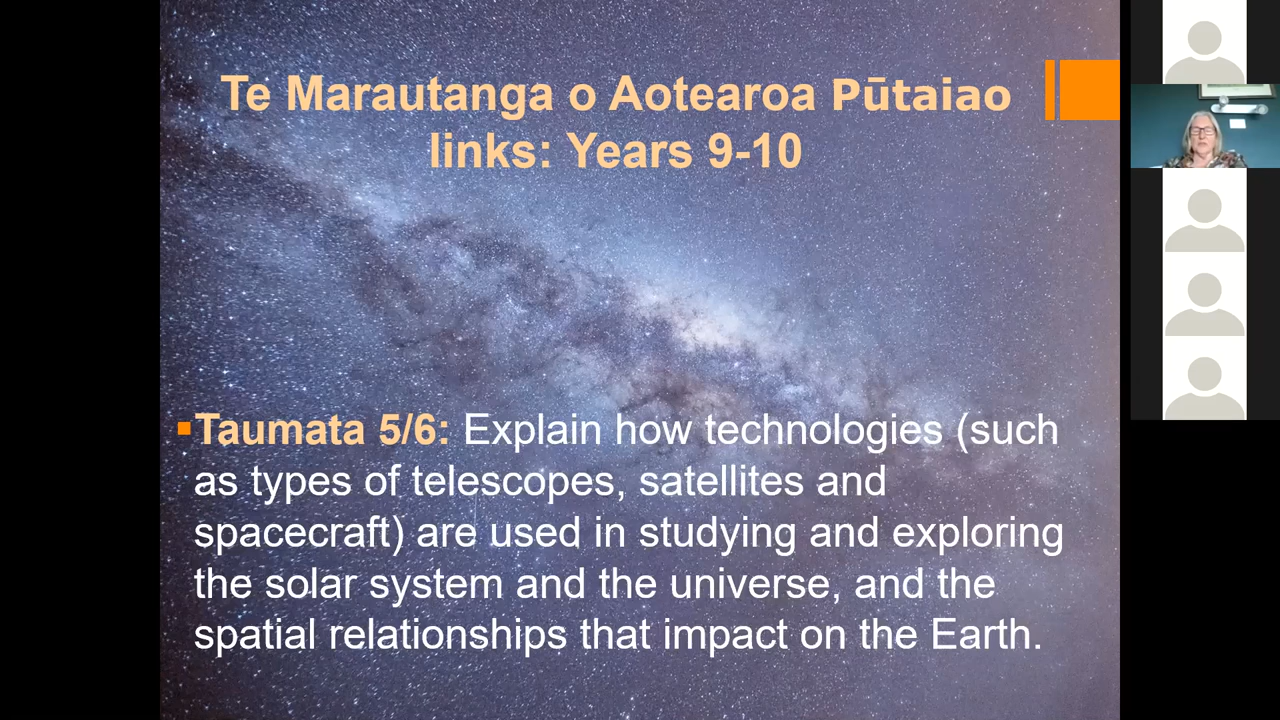 Te Marautanga o Aotearoa Pūtaiao
links: Years 9-10
Taumata 5/6: Explain how technologies (such
as types of telescopes, satellites and
spacecraft) are used in studying and exploring
the solar system and the universe, and the
spatial relationships that impact on the Earth.